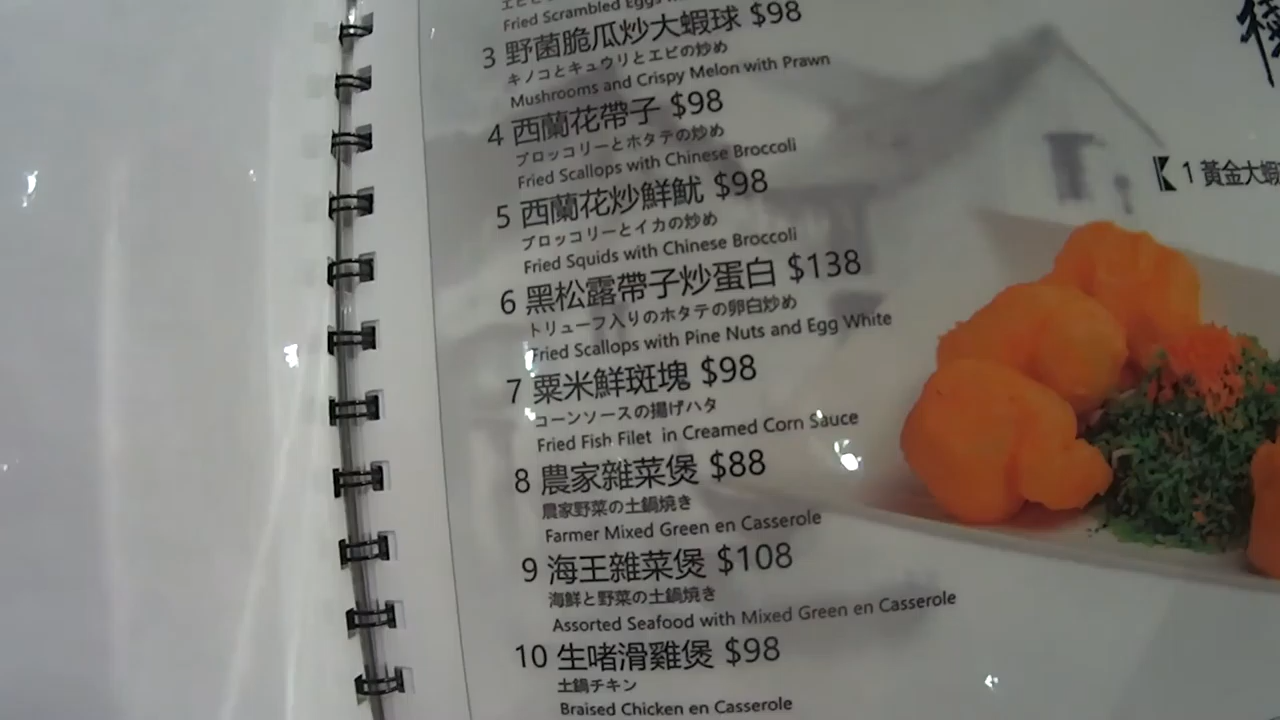 Fried Scrambled Eggs
3 野菌脆瓜炒大蝦球 $98
キノコとキュウリとエビの炒め
Mushrooms and Crispy Melon with Prawn
4 西蘭花帶子 $98
ブロッコリーとホタテの炒め
Fried Scallops with Chinese Broccoli
5 西蘭花炒鮮魷 $98
ブロッコリーとイカの炒め
Fried Squids with Chinese Broccoli
6 黑松露帶子炒蛋白 $138
トリューフ入りのホタテの卵白炒め
Fried Scallops with Pine Nuts and Egg White
7 粟米鮮斑塊 $98
コーンソースの揚げハタ
Fried Fish Filet in Creamed Corn Sauce
8 農家雜菜煲 $88
農家野菜の土鍋焼き
Farmer Mixed Green en Casserole
9 海王雜菜煲 $108
海鮮と野菜の土鍋焼き
Assorted Seafood with Mixed Green en Casserole
10 生啫滑雞煲 $98
土鍋チキン
Braised Chicken en Casserole
1 黃金大蝦